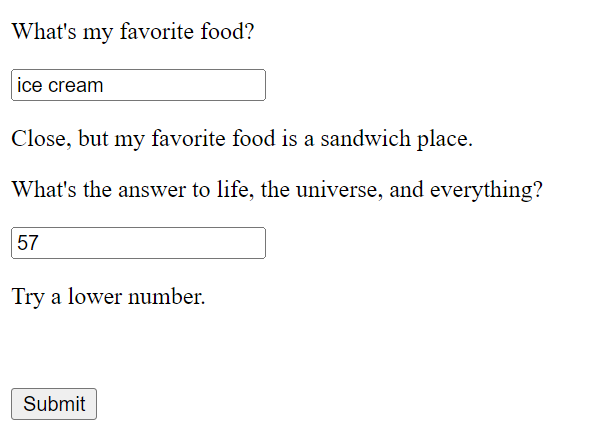 What's my favorite food?
ice cream
Close, but my favorite food is a sandwich place.
What's the answer to life, the universe, and everything?
57
Try a lower number.
Submit